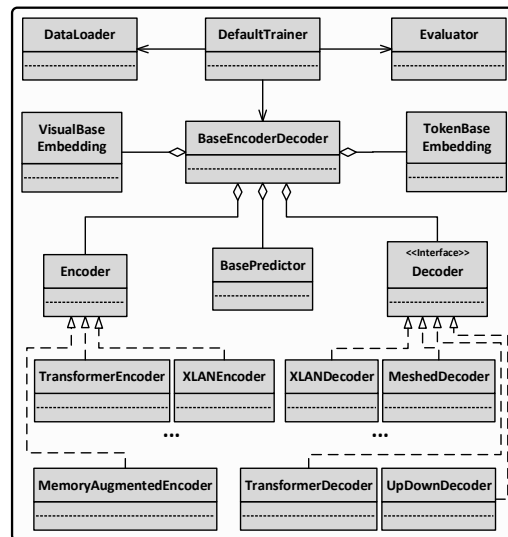 DataLoader
DefaultTrainer
Evaluator
VisualBase
Embedding
BaseEncoderDecoder
TokenBase
Embedding
Encoder
BasePredictor
<<Interface>>
Decoder
TransformerEncoder
XLANEncoder
XLANDecoder
MeshedDecoder
...
...
MemoryAugmentedEncoder
TransformerDecoder
UpDownDecoder